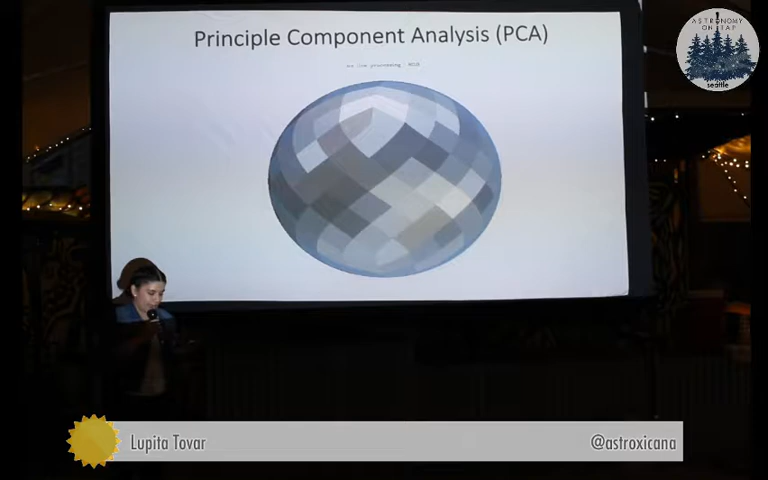 Principle Component Analysis (PCA)
ASTRONOMY
ON TAP
seattle
Lupita Tovar
@astroxicana